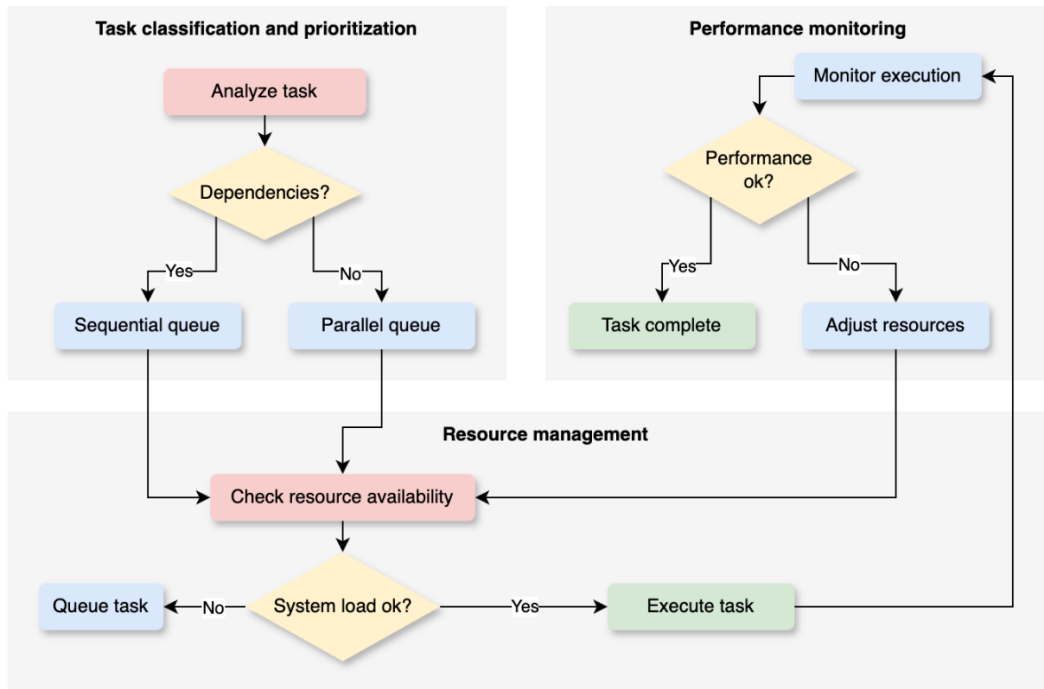 Task classification and prioritization
Analyze task
Dependencies?
Yes
No
Sequential queue
Parallel queue
Performance monitoring
Monitor execution
Performance
ok?
Yes
No
Task complete
Adjust resources
Resource management
Check resource availability
System load ok?
No
Queue task
Yes
Execute task